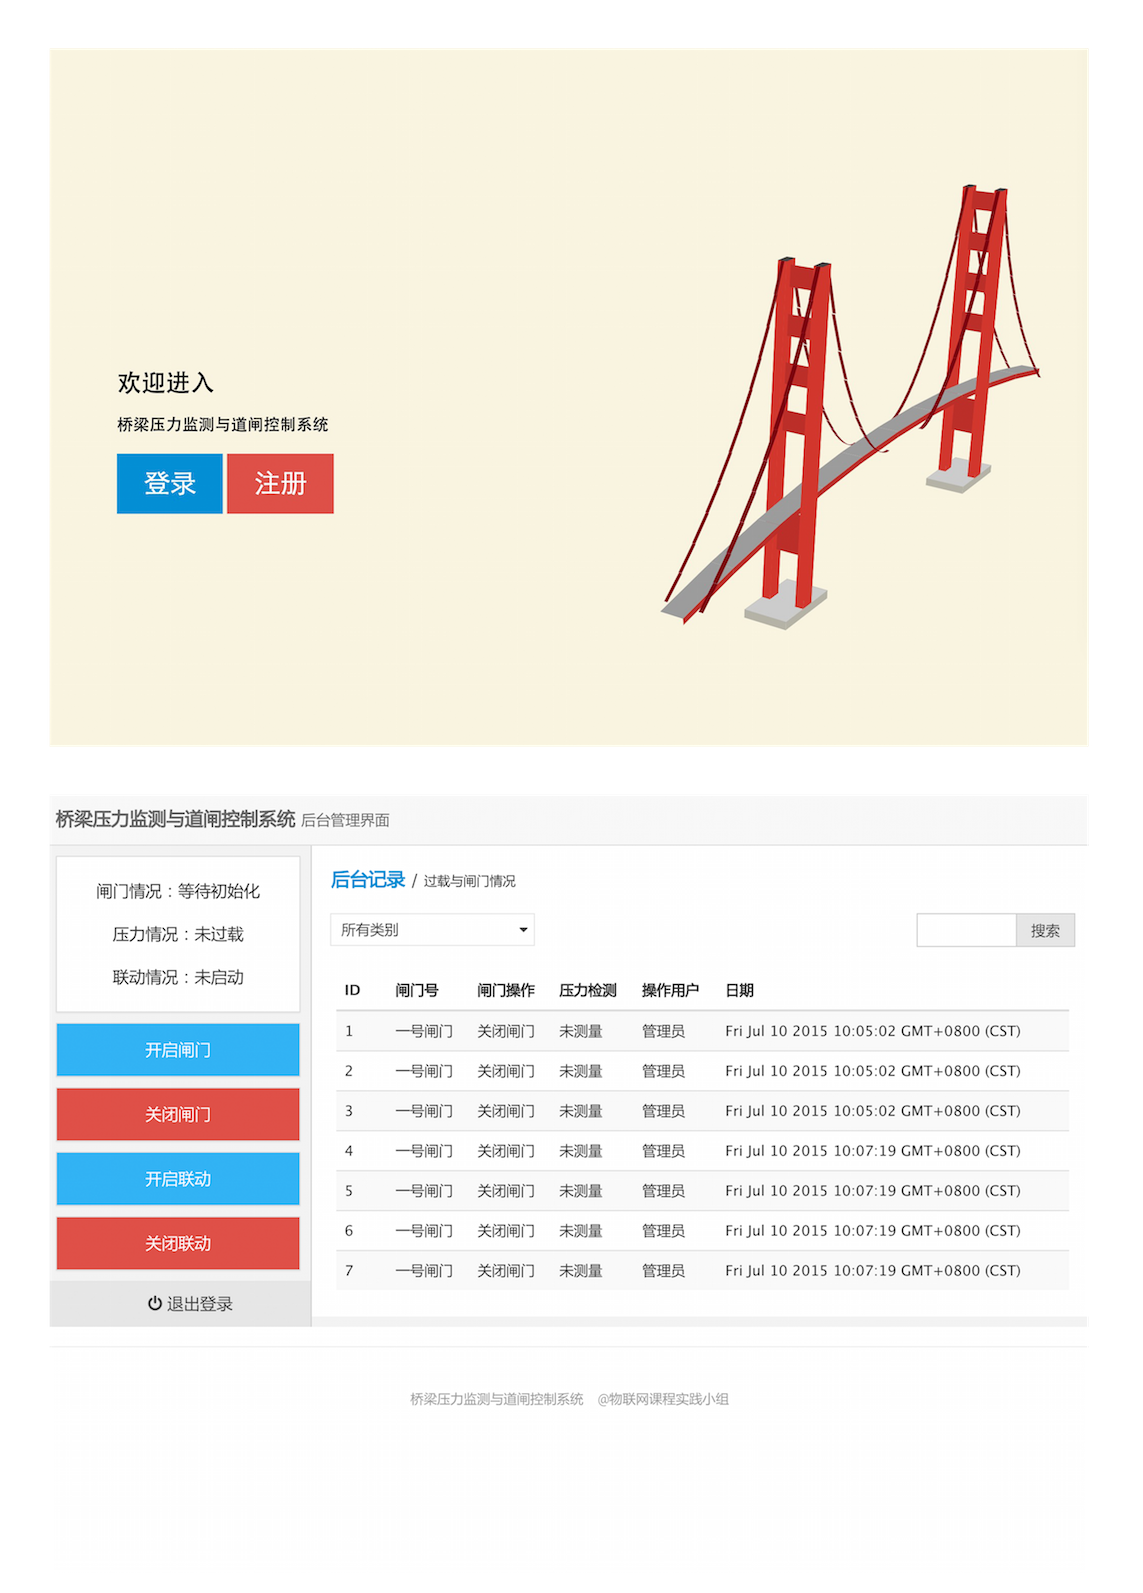 欢迎进入
桥梁压力监测与道闸控制系统
登录 注册
桥梁压力监测与道闸控制系统 后台管理界面
闸门情况：等待初始化
压力情况：未过载
联动情况：未启动
开启闸门
关闭闸门
开启联动
关闭联动
退出登录
后台记录 / 过载与闸门情况
所有类别 搜索
ID 闸门号 闸门操作 压力检测 操作用户 日期
1 一号闸门 关闭闸门 未测量 管理员 Fri Jul 10 2015 10:05:02 GMT+0800 (CST)
2 一号闸门 关闭闸门 未测量 管理员 Fri Jul 10 2015 10:05:02 GMT+0800 (CST)
3 一号闸门 关闭闸门 未测量 管理员 Fri Jul 10 2015 10:05:02 GMT+0800 (CST)
4 一号闸门 关闭闸门 未测量 管理员 Fri Jul 10 2015 10:07:19 GMT+0800 (CST)
5 一号闸门 关闭闸门 未测量 管理员 Fri Jul 10 2015 10:07:19 GMT+0800 (CST)
6 一号闸门 关闭闸门 未测量 管理员 Fri Jul 10 2015 10:07:19 GMT+0800 (CST)
7 一号闸门 关闭闸门 未测量 管理员 Fri Jul 10 2015 10:07:19 GMT+0800 (CST)
桥梁压力监测与道闸控制系统 @物联网课程实践小组